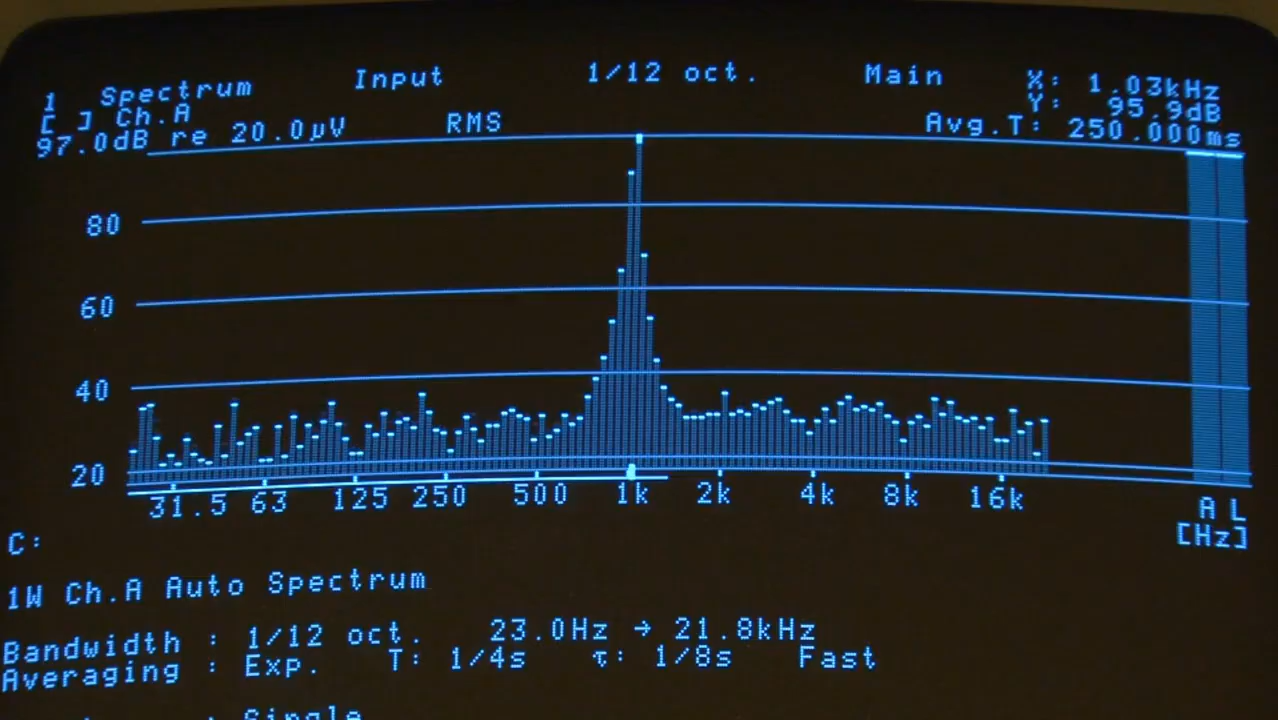 1 Spectrum Input 1/12 oct. Main X: 1.03kHz
[ ] Ch.A Y: 95.9dB
97.0dB re 20.0µV RMS Avg.T: 250.000ms
80
60
40
20
31.5 63 125 250 500 1k 2k 4k 8k 16k A L
[Hz]
C:
1W Ch.A Auto Spectrum
Bandwidth : 1/12 oct. 23.0Hz → 21.8kHz
Averaging : Exp. T: 1/4s τ: 1/8s Fast
: Single